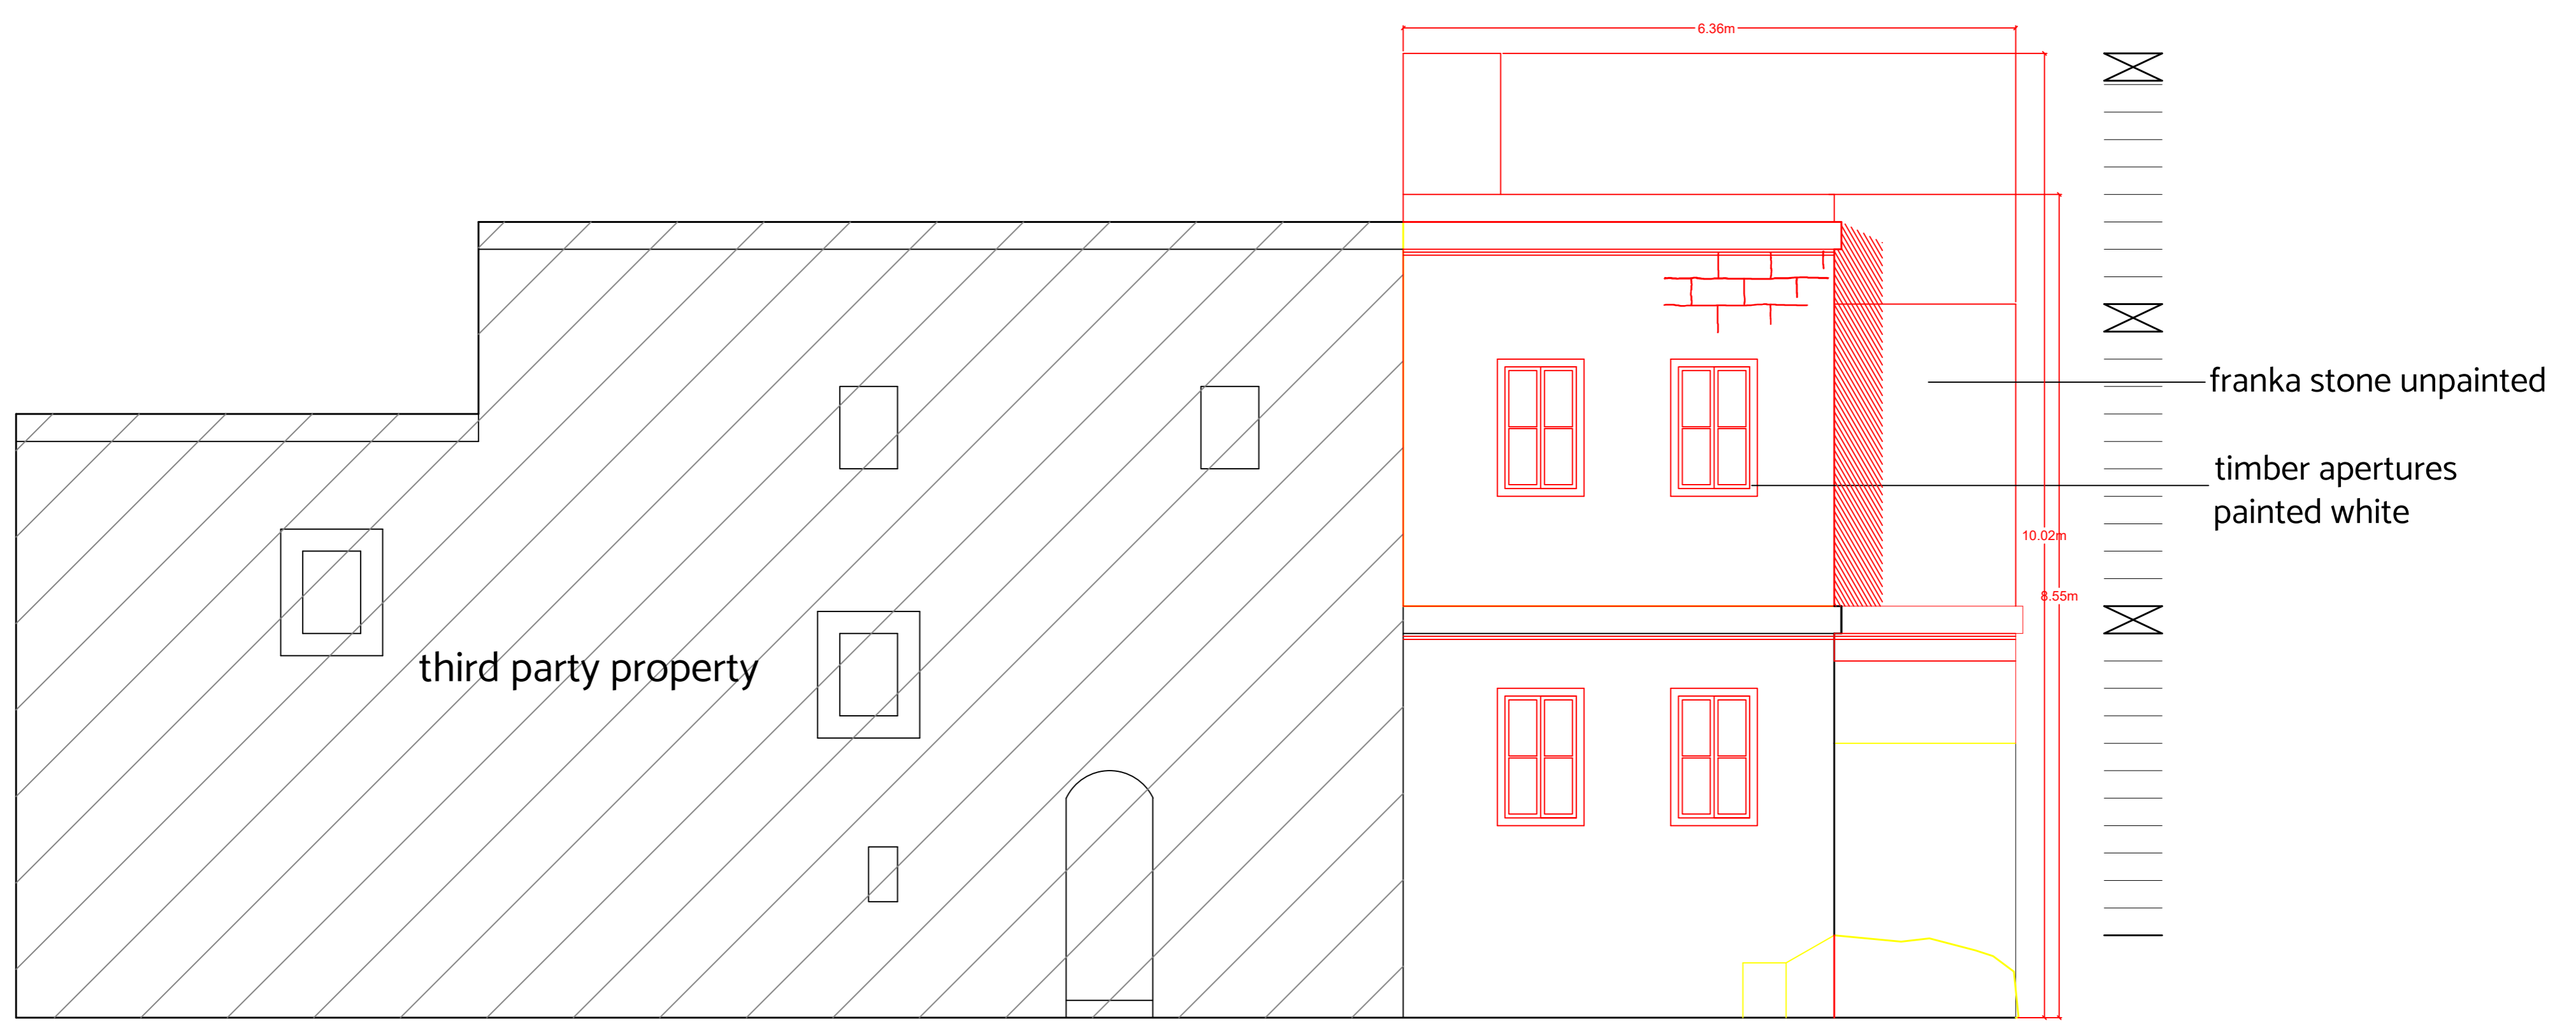 6.36m
franka stone unpainted
timber apertures
painted white
10.02m
8.55m
third party property